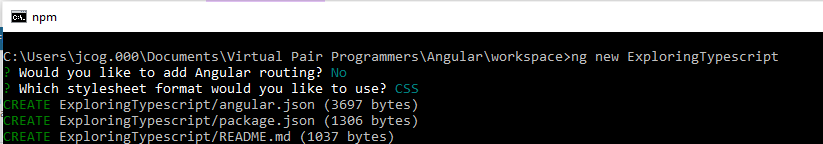 npm
C:\Users\jcog.000\Documents\Virtual Pair Programmers\Angular\workspace>ng new ExploringTypescript
? Would you like to add Angular routing? No
? Which stylesheet format would you like to use? CSS
CREATE ExploringTypescript/angular.json (3697 bytes)
CREATE ExploringTypescript/package.json (1306 bytes)
CREATE ExploringTypescript/README.md (1037 bytes)